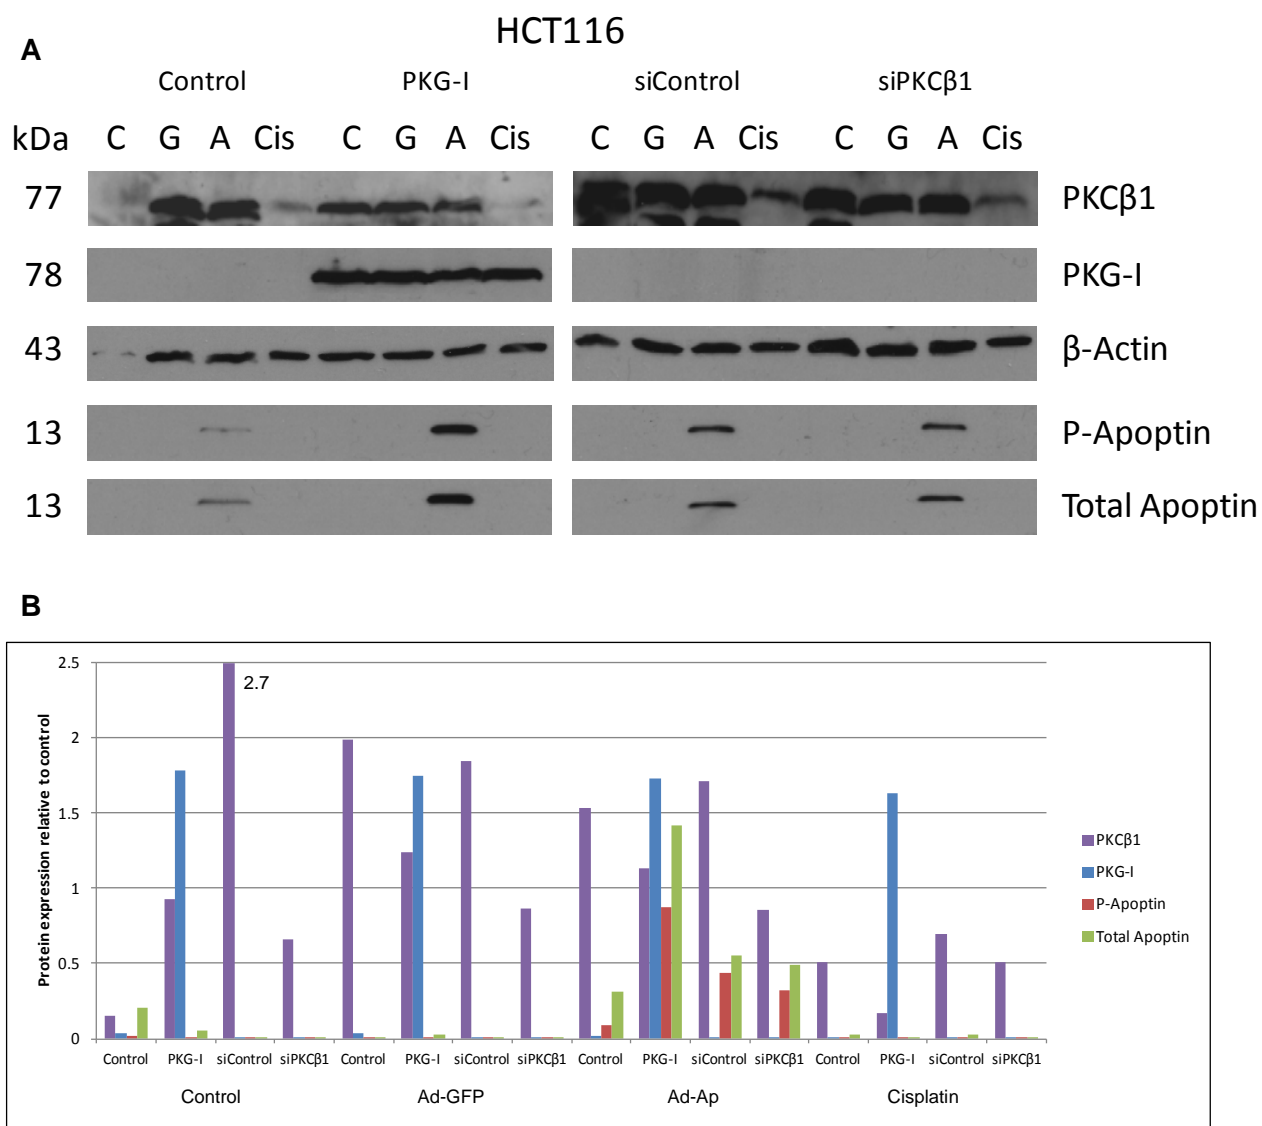 HCT116
A
Control PKG-I siControl siPKCβ1
kDa C G A Cis C G A Cis C G A Cis C G A Cis
77 PKCβ1
78 PKG-I
43 β-Actin
13 P-Apoptin
13 Total Apoptin
B
2.5
2.7
2
1.5
1
0.5
0
Protein expression relative to control
PKCβ1
PKG-I
P-Apoptin
Total Apoptin
Control PKG-I siControl siPKCβ1 Control PKG-I siControl siPKCβ1 Control PKG-I siControl siPKCβ1 Control PKG-I siControl siPKCβ1
Control Ad-GFP Ad-Ap Cisplatin